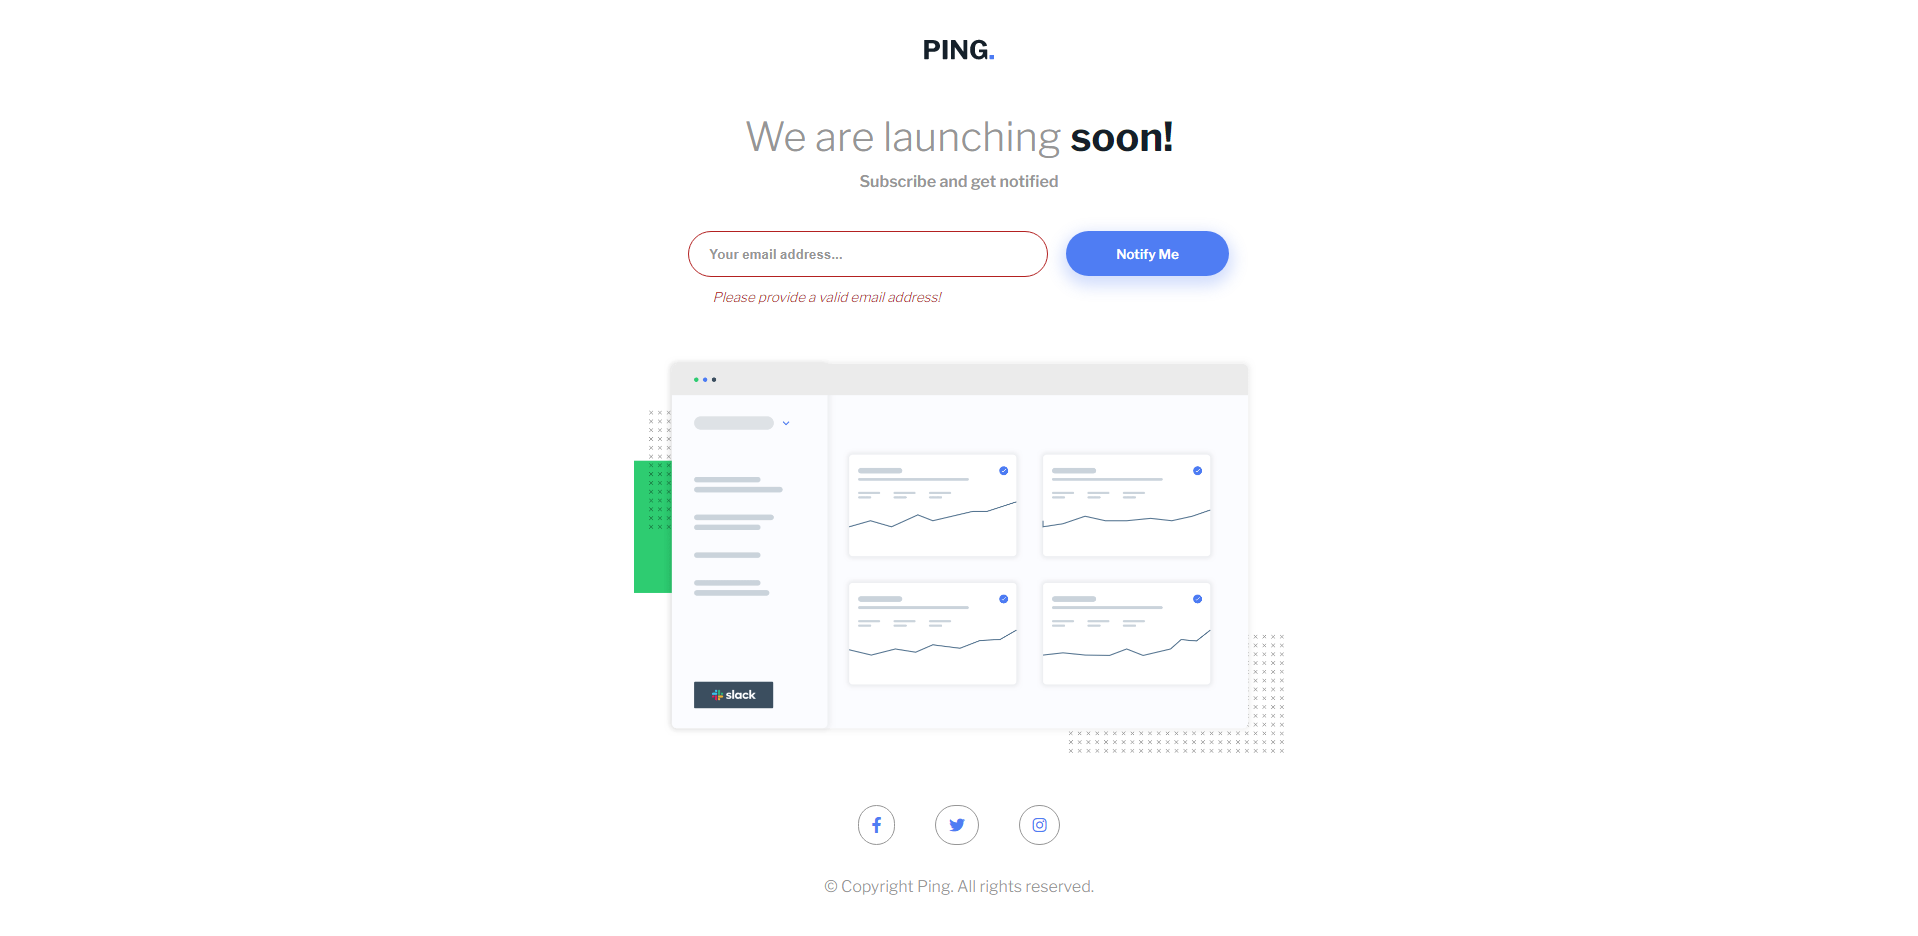 PING.
We are launching soon!
Subscribe and get notified
Your email address...
Notify Me
Please provide a valid email address!
slack
© Copyright Ping. All rights reserved.